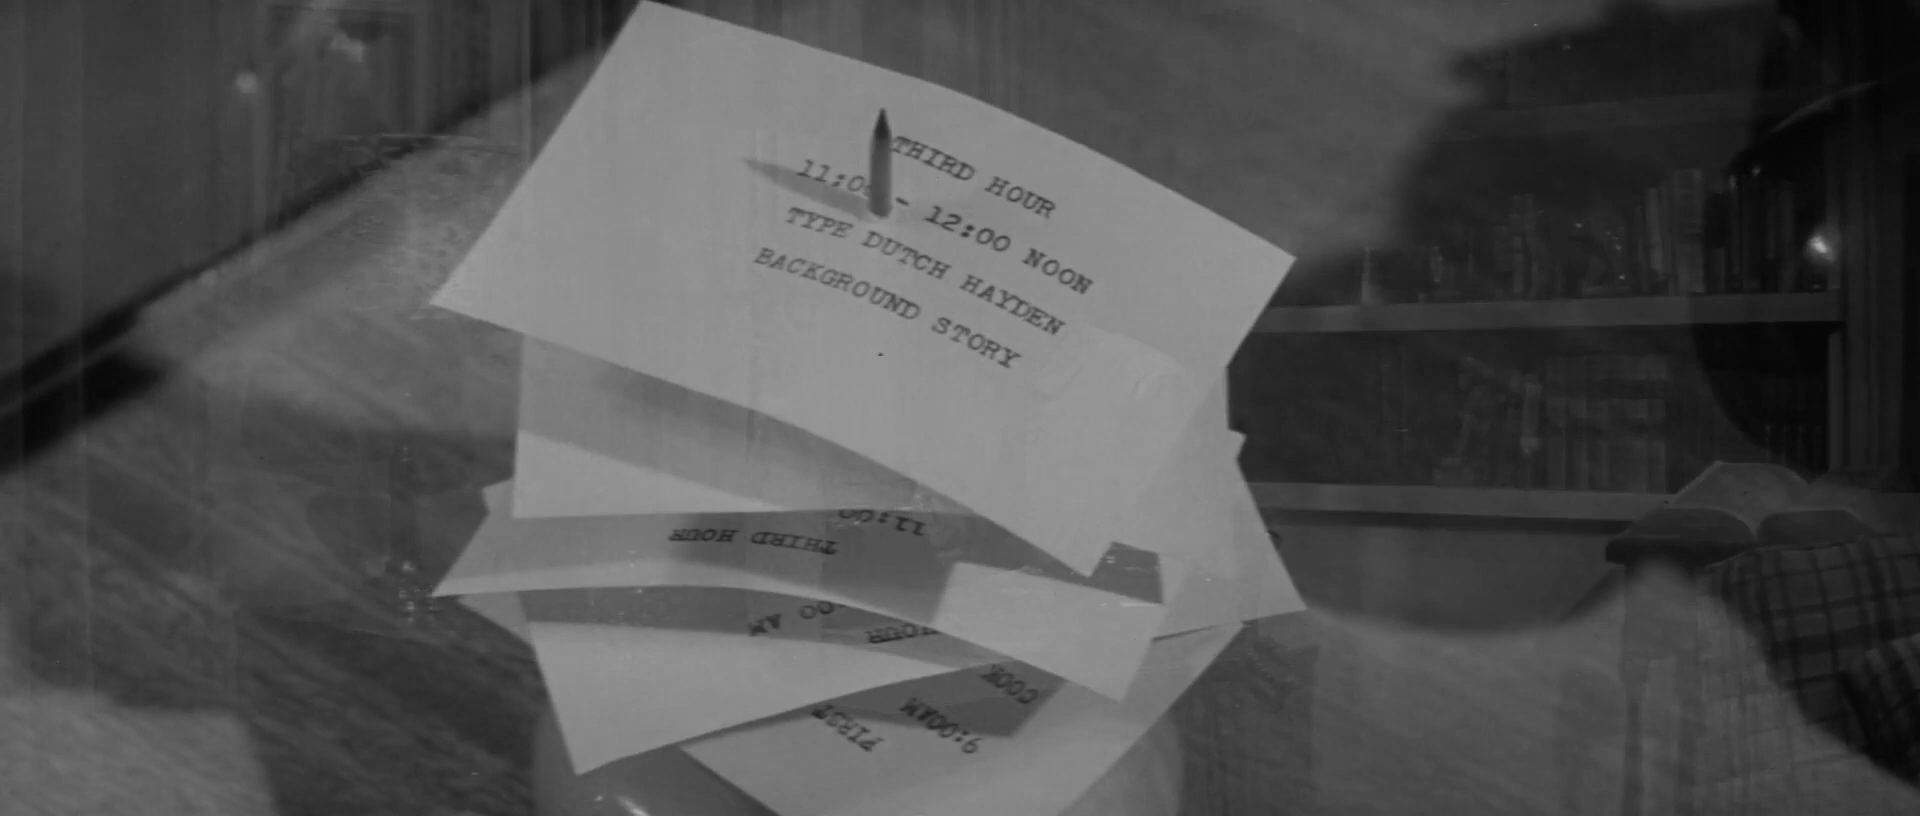 THIRD HOUR
11:0 - 12:00 NOON
TYPE DUTCH HAYDEN
BACKGROUND STORY
11:00
THIRD HOUR
00 AM
HOUR
COOK
9:00AM
FIRST